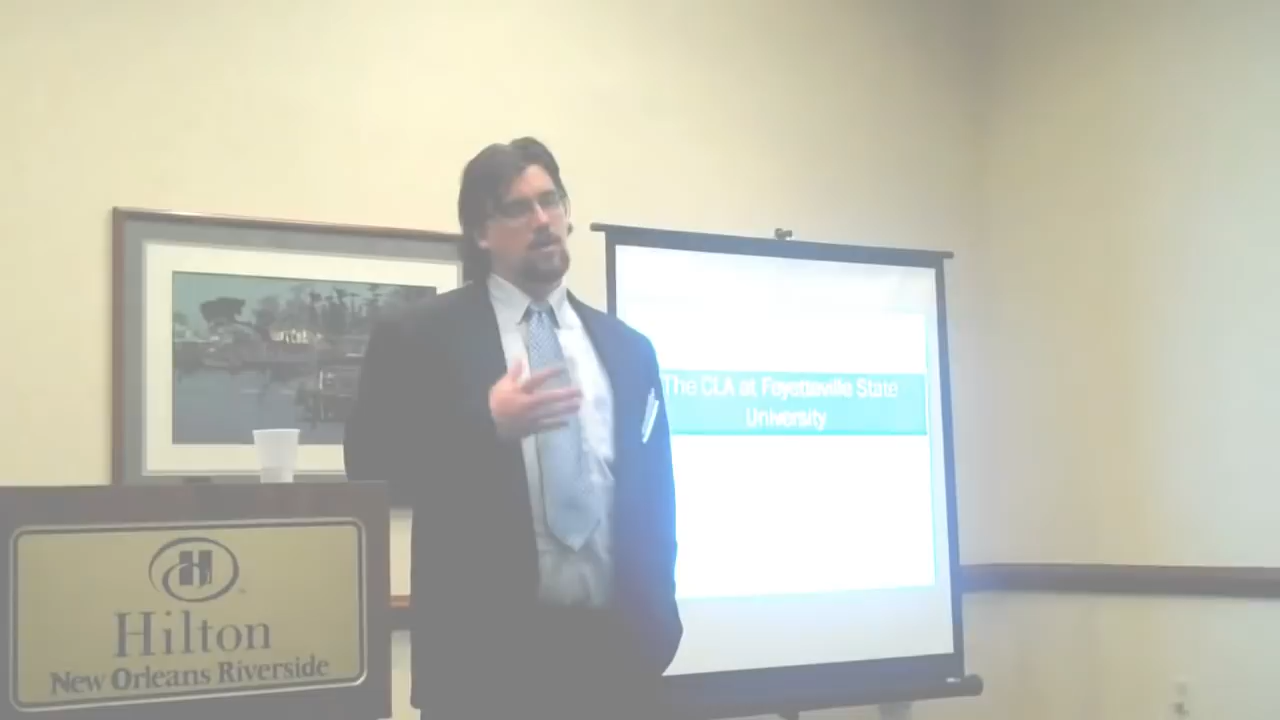 The CLA at Fayetteville State
University
H
Hilton
New Orleans Riverside